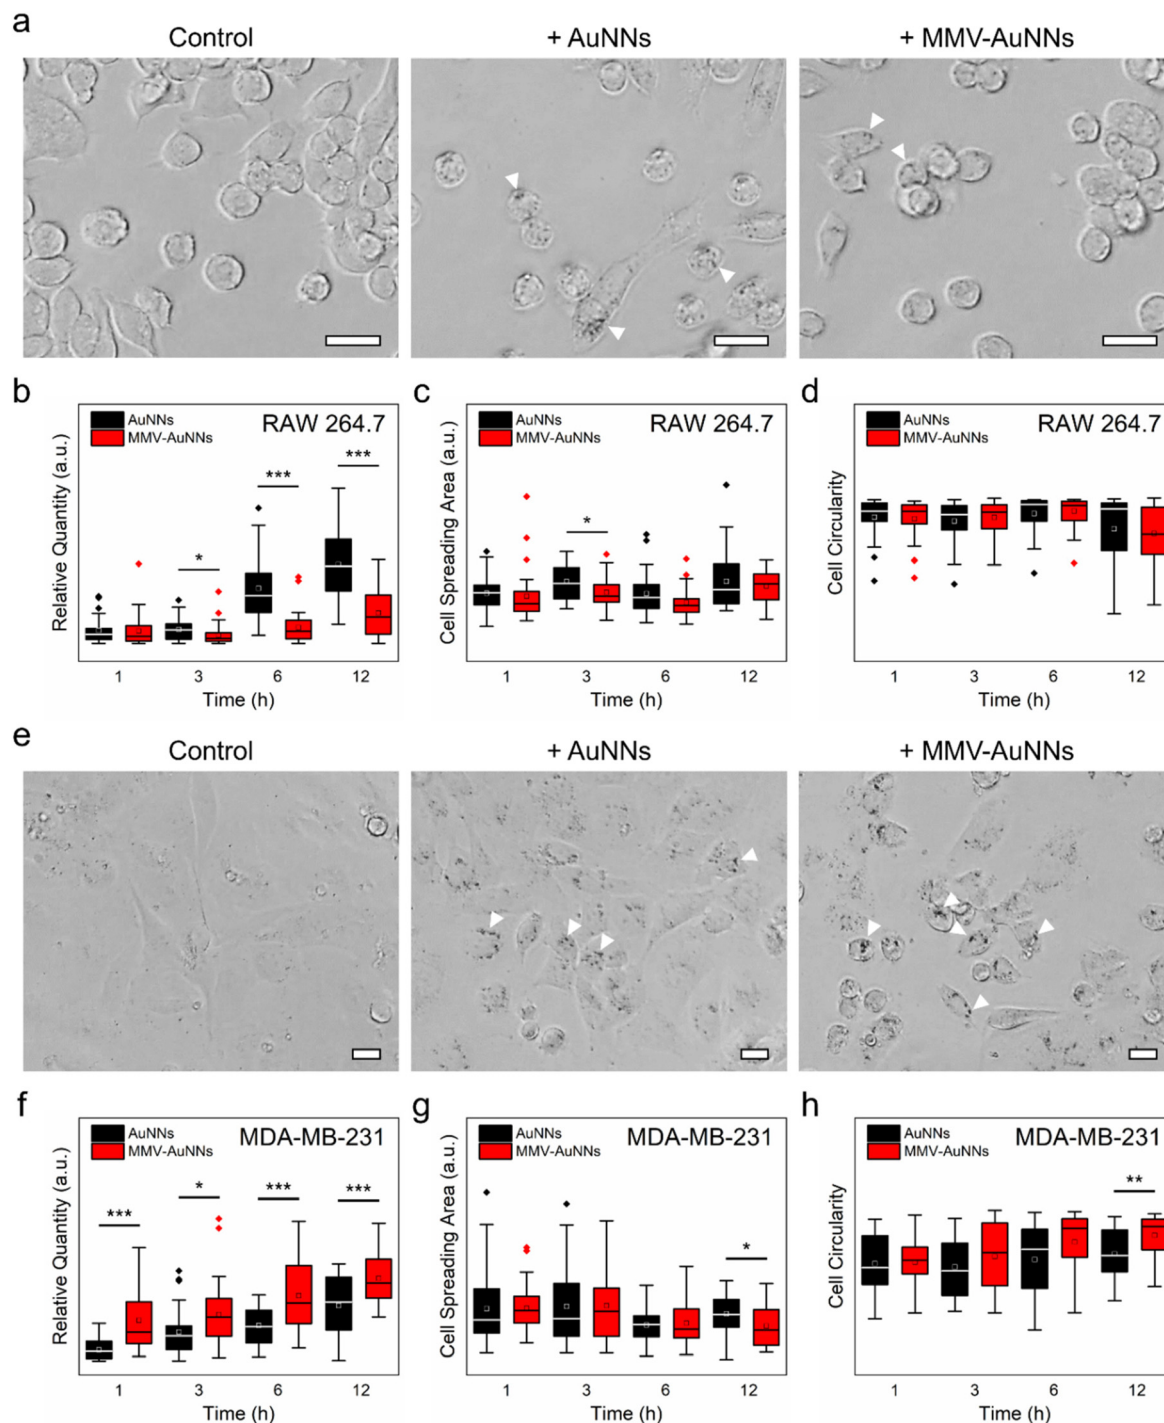 a
Control
+ AuNNs
+ MMV-AuNNs
b
AuNNs
MMV-AuNNs
RAW 264.7
*
***
***
Relative Quantity (a.u.)
1 3 6 12
Time (h)
c
AuNNs
MMV-AuNNs
RAW 264.7
*
Cell Spreading Area (a.u.)
1 3 6 12
Time (h)
d
AuNNs
MMV-AuNNs
RAW 264.7
Cell Circularity
1 3 6 12
Time (h)
e
Control
+ AuNNs
+ MMV-AuNNs
f
AuNNs
MMV-AuNNs
MDA-MB-231
***
*
***
***
Relative Quantity (a.u.)
1 3 6 12
Time (h)
g
AuNNs
MMV-AuNNs
MDA-MB-231
*
Cell Spreading Area (a.u.)
1 3 6 12
Time (h)
h
AuNNs
MMV-AuNNs
MDA-MB-231
**
Cell Circularity
1 3 6 12
Time (h)